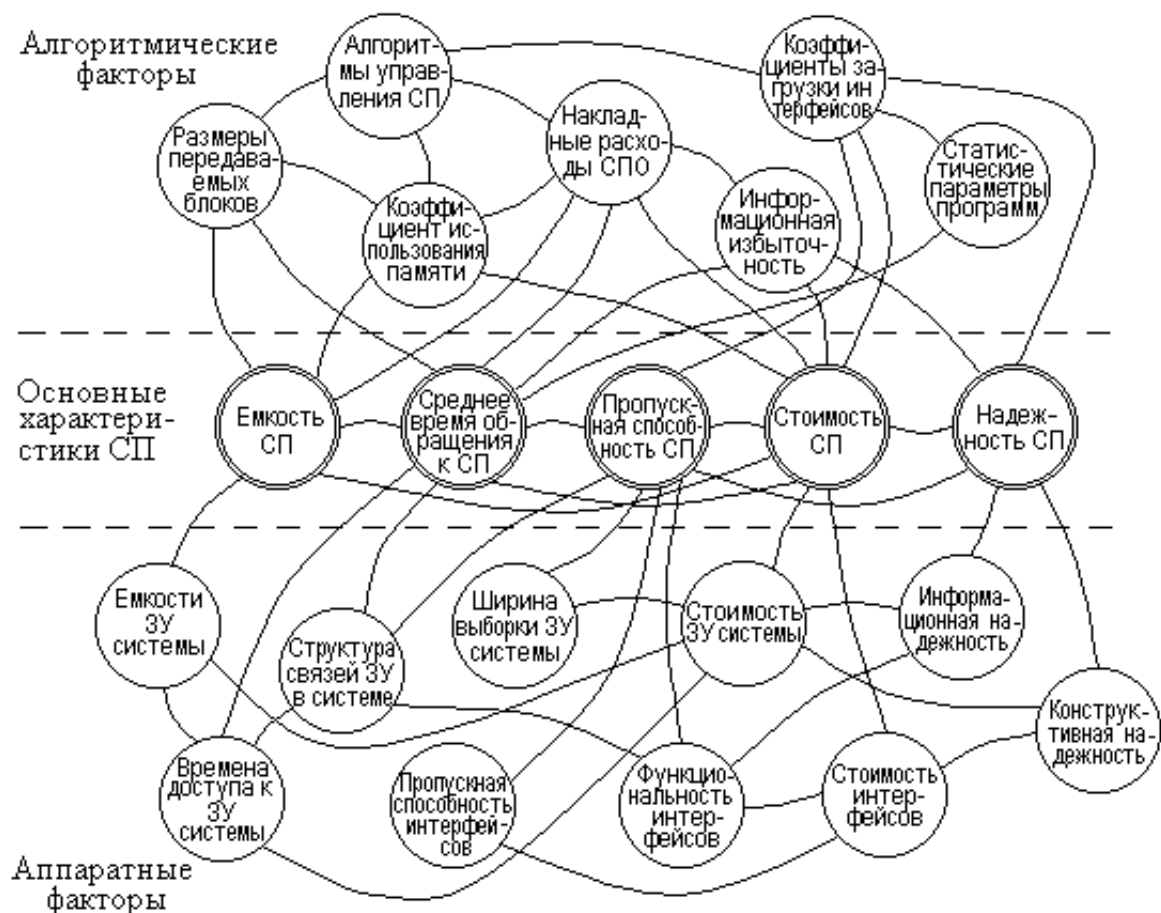 Алгоритмические
факторы
Алгорит-
мы управ-
ления СП
Коэффи-
циенты за-
грузки ин
терфейсов
Размеры
передава-
емых
блоков
Накладные расхо-
ды СПО
Статис-
тические
параметры
программ
Коэффи-
циент ис-
пользования
памяти
Инфор-
мационная
избыточ-
ность
Основные
характери-
стики СП
Емкость
СП
Среднее
время об-
ращения
к СП
Пропуск-
ная способ-
ность СП
Стоимость
СП
Надеж-
ность СП
Емкости
ЗУ
системы
Структура
связей ЗУ
в системе
Ширина
выборки ЗУ
системы
Стоимость
ЗУ системы
Информа-
ционная на-
дежность
Времена
доступа к
ЗУ
системы
Пропускная
способность
интерфей-
сов
Функцио-
нальность
интер-
фейсов
Стоимость
интер-
фейсов
Конструк-
тивная на-
дежность
Аппаратные
факторы